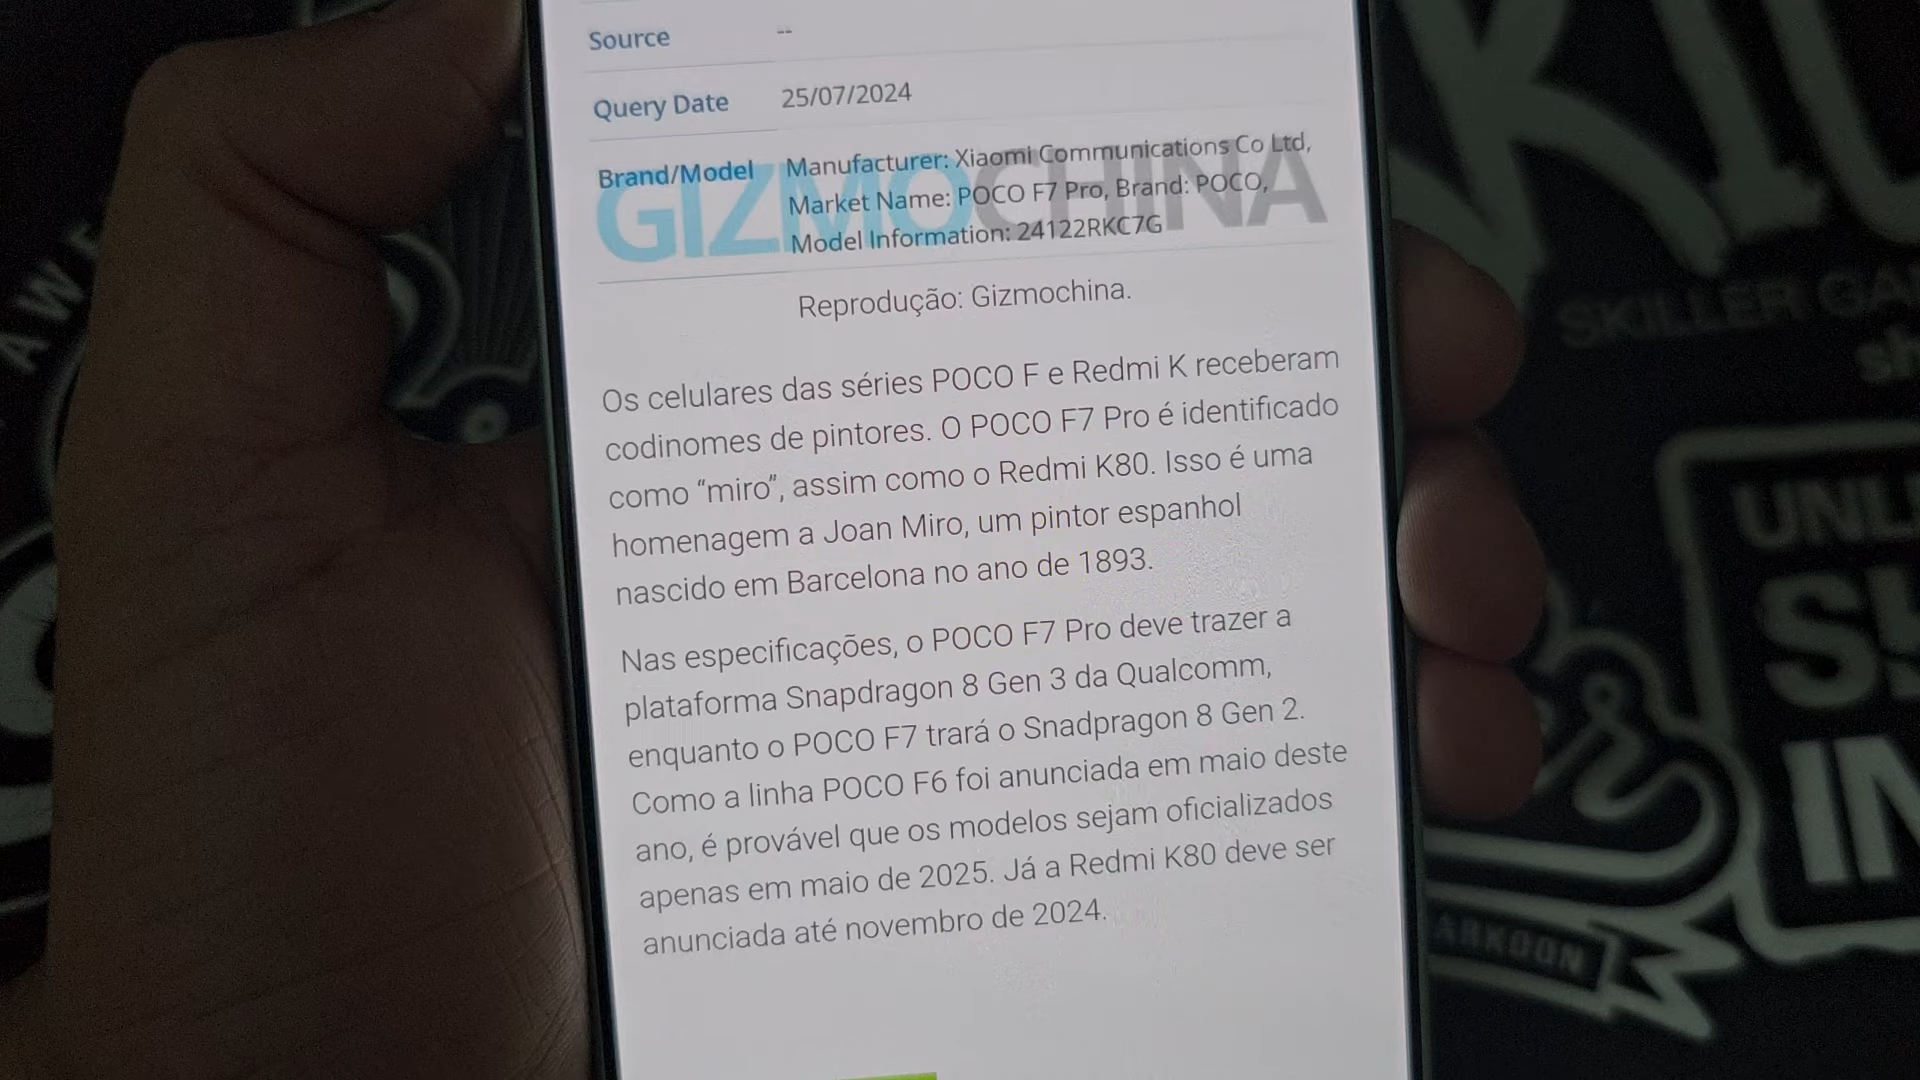 Source --
Query Date 25/07/2024
Brand/Model Manufacturer: Xiaomi Communications Co Ltd,
Market Name: POCO F7 Pro, Brand: POCO,
Model Information: 24122RKC7G
GIZMOCHINA
Reprodução: Gizmochina.
Os celulares das séries POCO F e Redmi K receberam
codinomes de pintores. O POCO F7 Pro é identificado
como “miro”, assim como o Redmi K80. Isso é uma
homenagem a Joan Miro, um pintor espanhol
nascido em Barcelona no ano de 1893.
Nas especificações, o POCO F7 Pro deve trazer a
plataforma Snapdragon 8 Gen 3 da Qualcomm,
enquanto o POCO F7 trará o Snadpragon 8 Gen 2.
Como a linha POCO F6 foi anunciada em maio deste
ano, é provável que os modelos sejam oficializados
apenas em maio de 2025. Já a Redmi K80 deve ser
anunciada até novembro de 2024.
SKILLER